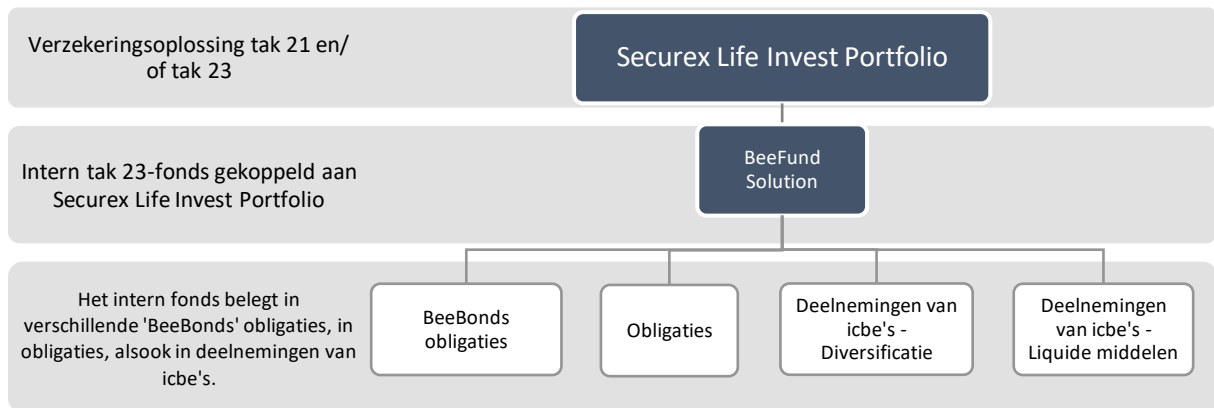 Verzekeringsoplossing tak 21 en/
of tak 23
Securex Life Invest Portfolio
Intern tak 23-fonds gekoppeld aan
Securex Life Invest Portfolio
BeeFund
Solution
Het intern fonds belegt in
verschillende 'BeeBonds' obligaties, in
obligaties, alsook in deelnemingen van
icbe's.
BeeBonds
obligaties
Obligaties
Deelnemingen van
icbe's -
Diversificatie
Deelnemingen
van icbe's -
Liquide middelen